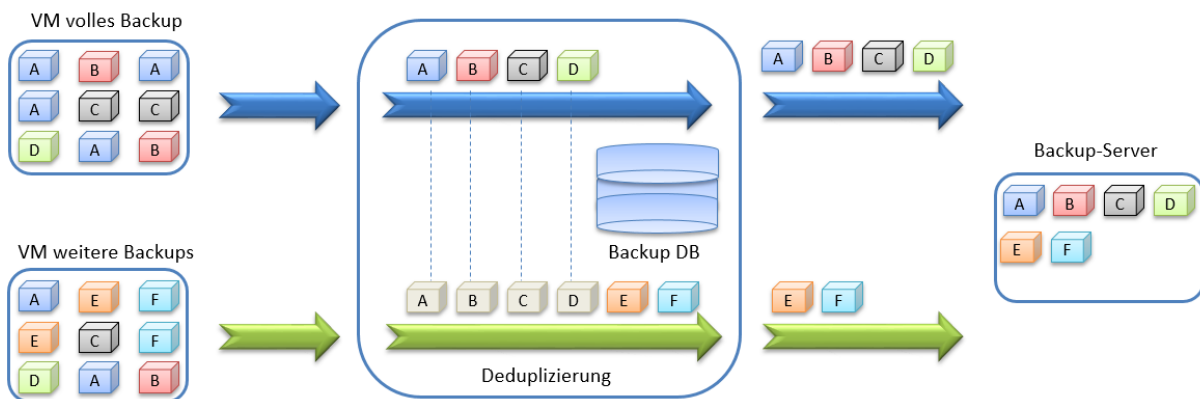 VM volles Backup
A B A
A C C
D A B
A B C D
A B C D
Backup DB
Backup-Server
A B C D
E F
VM weitere Backups
A E F
E C F
D A B
A B C D E F
E F
Deduplizierung